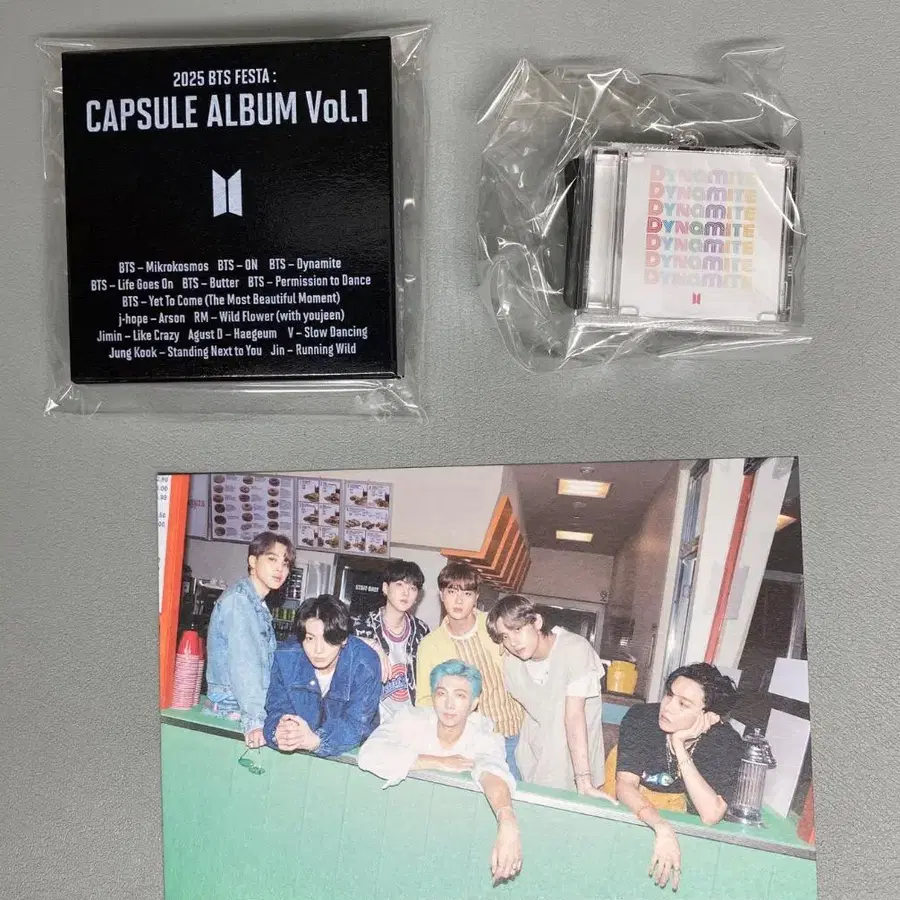 2025 BTS FESTA :
CAPSULE ALBUM Vol.1
BTS – Mikrokosmos BTS – ON BTS – Dynamite
BTS – Life Goes On BTS – Butter BTS – Permission to Dance
BTS – Yet To Come (The Most Beautiful Moment)
j-hope – Arson RM – Wild Flower (with youjeen)
Jimin – Like Crazy Agust D – Haegeum V – Slow Dancing
Jung Kook – Standing Next to You Jin – Running Wild
DYNAMITE
DYNAMITE
DYNAMITE
DYNAMITE
DYNAMITE
DYNAMITE
DYNAMITE
STAFF ONLY